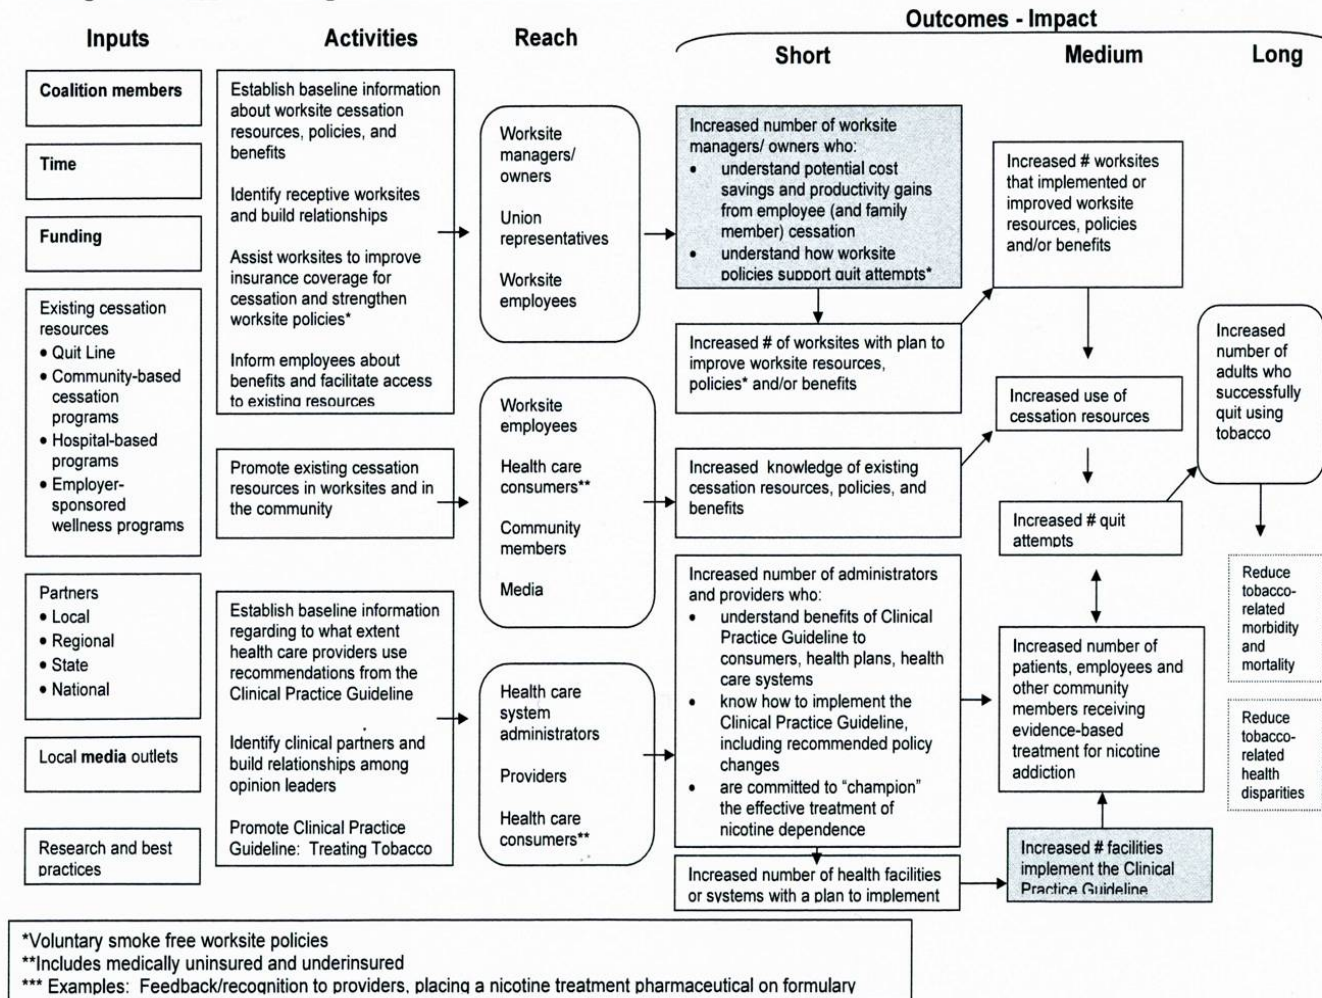 Outcomes - Impact
Inputs
Activities
Reach
Short
Medium
Long
Coalition members
Time
Funding
Existing cessation
resources
• Quit Line
• Community-based
cessation
programs
• Hospital-based
programs
• Employer-
sponsored
wellness programs
Partners
• Local
• Regional
• State
• National
Local media outlets
Research and best
practices
Establish baseline information
about worksite cessation
resources, policies, and
benefits
Identify receptive worksites
and build relationships
Assist worksites to improve
insurance coverage for
cessation and strengthen
worksite policies*
Inform employees about
benefits and facilitate access
to existing resources
Promote existing cessation
resources in worksites and in
the community
Establish baseline information
regarding to what extent
health care providers use
recommendations from the
Clinical Practice Guideline
Identify clinical partners and
build relationships among
opinion leaders
Promote Clinical Practice
Guideline: Treating Tobacco
Worksite
managers/
owners
Union
representatives
Worksite
employees
Worksite
employees
Health care
consumers**
Community
members
Media
Health care
system
administrators
Providers
Health care
consumers**
Increased number of worksite
managers/ owners who:
• understand potential cost
savings and productivity gains
from employee (and family
member) cessation
• understand how worksite
policies support quit attempts*
Increased # of worksites with plan to
improve worksite resources,
policies* and/or benefits
Increased knowledge of existing
cessation resources, policies, and
benefits
Increased number of administrators
and providers who:
• understand benefits of Clinical
Practice Guideline to
consumers, health plans, health
care systems
• know how to implement the
Clinical Practice Guideline,
including recommended policy
changes
• are committed to “champion”
the effective treatment of
nicotine dependence
Increased number of health facilities
or systems with a plan to implement
Increased # worksites
that implemented or
improved worksite
resources, policies
and/or benefits
Increased use of
cessation resources
Increased # quit
attempts
Increased number of
patients, employees and
other community
members receiving
evidence-based
treatment for nicotine
addiction
Increased # facilities
implement the Clinical
Practice Guideline
Increased
number of
adults who
successfully
quit using
tobacco
Reduce
tobacco-
related
morbidity
and
mortality
Reduce
tobacco-
related
health
disparities
*Voluntary smoke free worksite policies
**Includes medically uninsured and underinsured
*** Examples: Feedback/recognition to providers, placing a nicotine treatment pharmaceutical on formulary